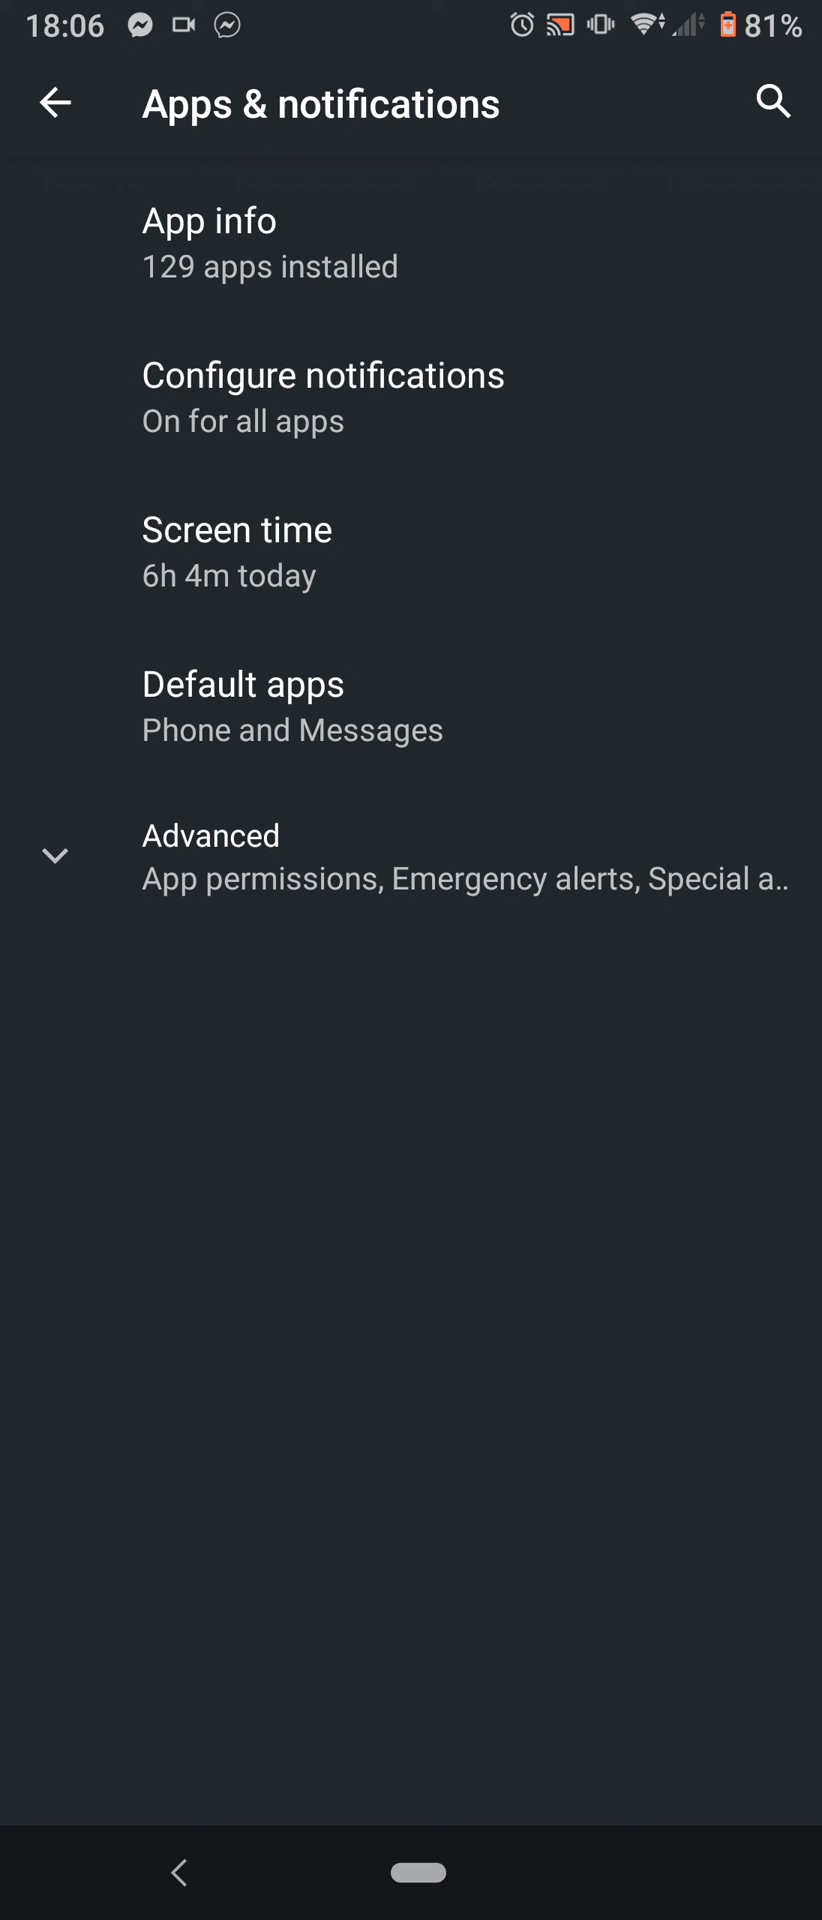 18:06 81%
Apps & notifications
App info
129 apps installed
Configure notifications
On for all apps
Screen time
6h 4m today
Default apps
Phone and Messages
Advanced
App permissions, Emergency alerts, Special a..